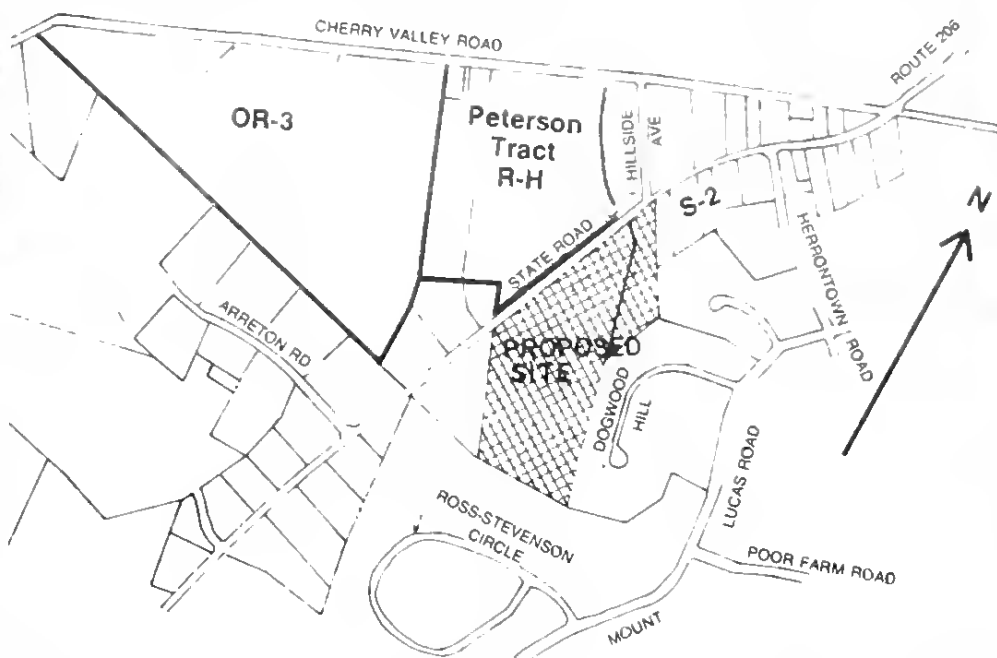 CHERRY VALLEY ROAD
ROUTE 206
OR-3
Peterson
Tract
R-H
HILLSIDE
AVE
S-2
N
STATE ROAD
HERRONTOWN ROAD
ARRETON RD
PROPOSED
SITE
DOGWOOD
HILL
LUCAS ROAD
ROSS-STEVENSON
CIRCLE
POOR FARM ROAD
MOUNT